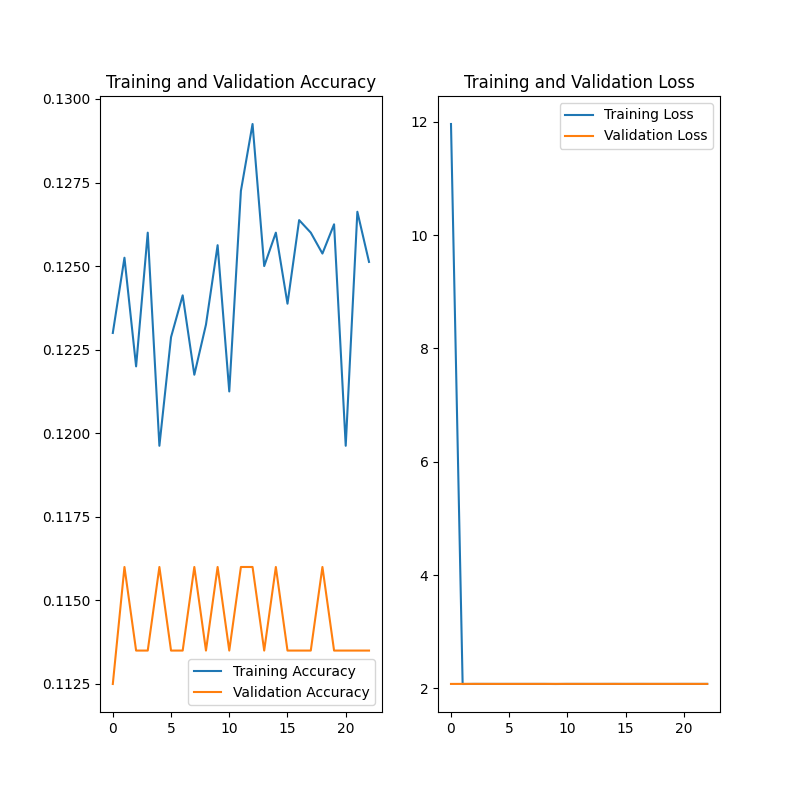 Training and Validation Accuracy
0.1300
0.1275
0.1250
0.1225
0.1200
0.1175
0.1150
0.1125
0 5 10 15 20
Training Accuracy
Validation Accuracy
Training and Validation Loss
12
10
8
6
4
2
0 5 10 15 20
Training Loss
Validation Loss